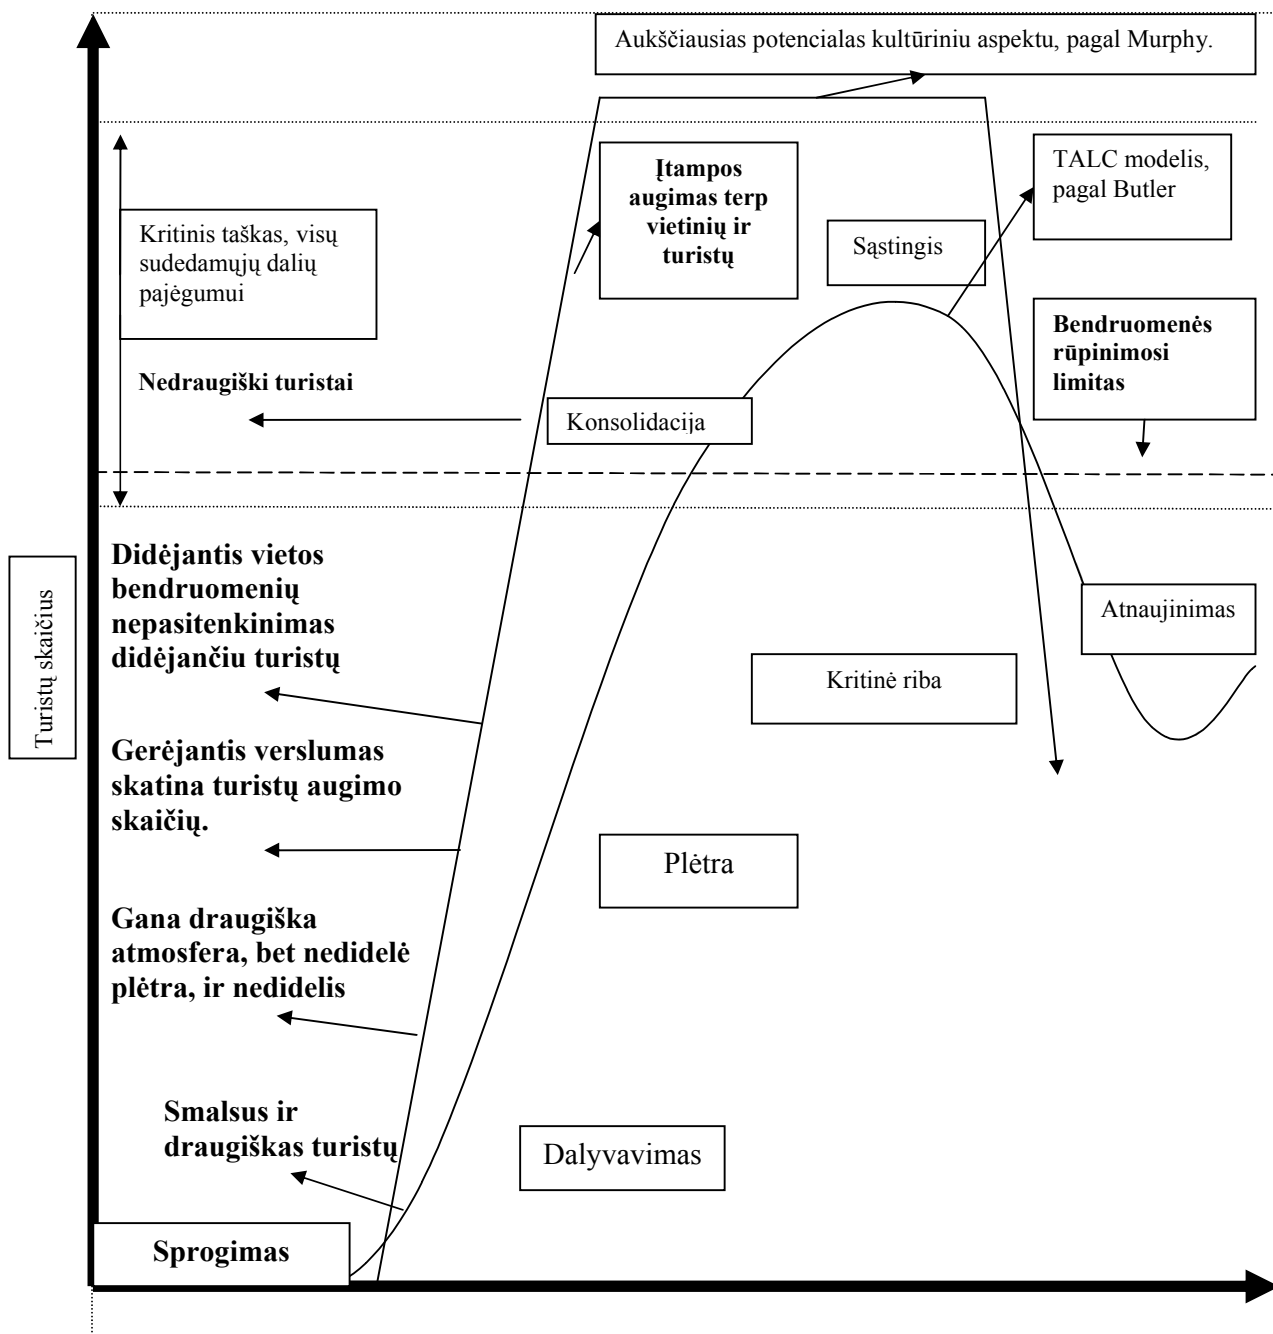 Aukščiausias potencialas kultūriniu aspektu, pagal Murphy.
Įtampos
augimas terp
vietinių ir
turistų
TALC modelis,
pagal Butler
Kritinis taškas, visų
sudedamųjų dalių
pajėgumui
Sąstingis
Bendruomenės
rūpinimosi
limitas
Nedraugiški turistai
Konsolidacija
Didėjantis vietos
bendruomenių
nepasitenkinimas
didėjančiu turistų
Turistų skaičius
Atnaujinimas
Kritinė riba
Gerėjantis verslumas
skatina turistų augimo
skaičių.
Plėtra
Gana draugiška
atmosfera, bet nedidelė
plėtra, ir nedidelis
Smalsus ir
draugiškas turistų
Dalyvavimas
Sprogimas